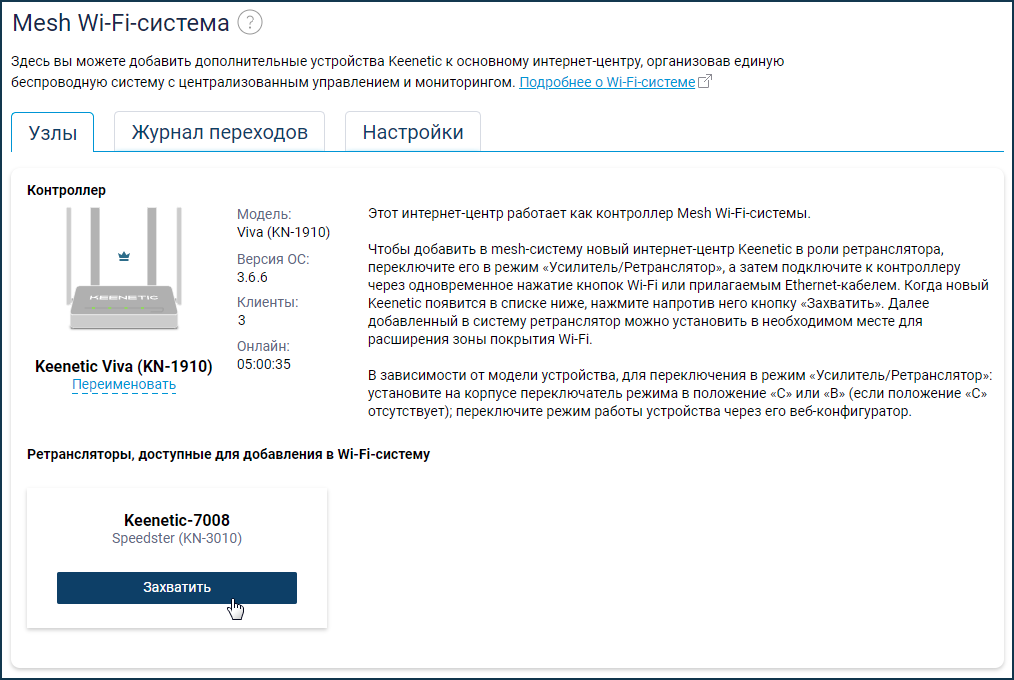 Mesh Wi-Fi-система ?
Здесь вы можете добавить дополнительные устройства Keenetic к основному интернет-центру, организовав единую
беспроводную систему с централизованным управлением и мониторингом. Подробнее о Wi-Fi-системе
Узлы
Журнал переходов
Настройки
Контроллер
KEENETIC
Keenetic Viva (KN-1910)
Переименовать
Модель:
Viva (KN-1910)
Версия ОС:
3.6.6
Клиенты:
3
Онлайн:
05:00:35
Этот интернет-центр работает как контроллер Mesh Wi-Fi-системы.
Чтобы добавить в mesh-систему новый интернет-центр Keenetic в роли ретранслятора,
переключите его в режим «Усилитель/Ретранслятор», а затем подключите к контроллеру
через одновременное нажатие кнопок Wi-Fi или прилагаемым Ethernet-кабелем. Когда новый
Keenetic появится в списке ниже, нажмите напротив него кнопку «Захватить». Далее
добавленный в систему ретранслятор можно установить в необходимом месте для
расширения зоны покрытия Wi-Fi.
В зависимости от модели устройства, для переключения в режим «Усилитель/Ретранслятор»:
установите на корпусе переключатель режима в положение «C» или «B» (если положение «C»
отсутствует); переключите режим работы устройства через его веб-конфигуратор.
Ретрансляторы, доступные для добавления в Wi-Fi-систему
Keenetic-7008
Speedster (KN-3010)
Захватить